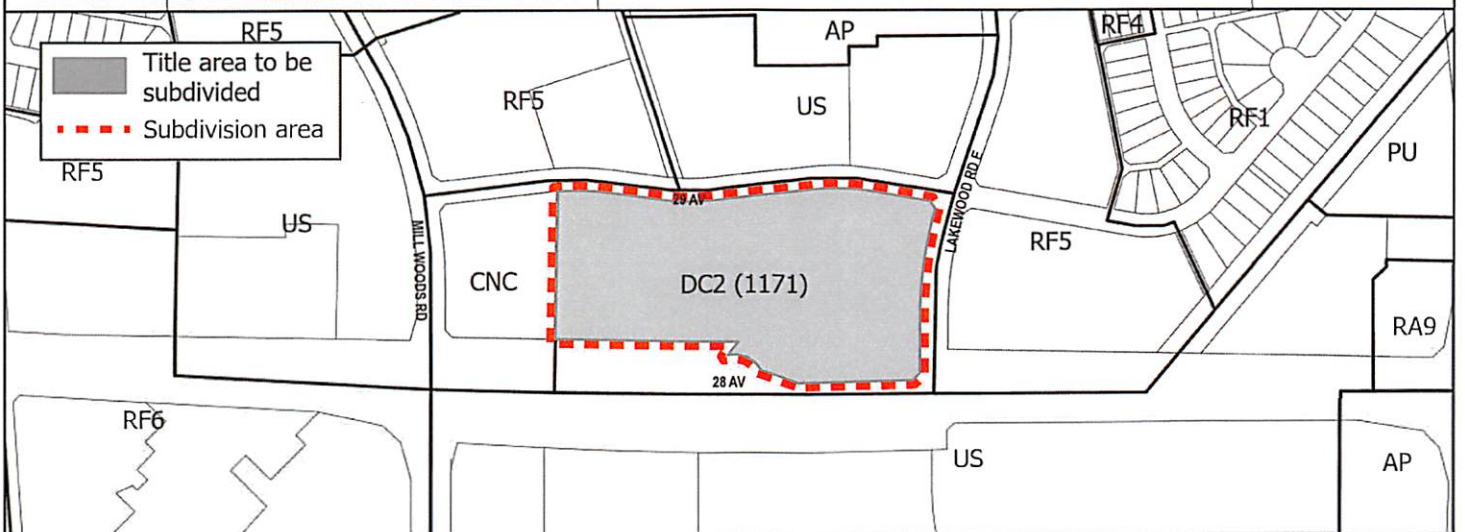 RF5
AP
RF4
Title area to be
subdivided
Subdivision area
RF5
US
RF1
PU
RF5
29 AV
LAKEWOOD RD E
US
MILL WOODS RD
RF5
CNC
DC2 (1171)
RA9
28 AV
RF6
US
AP